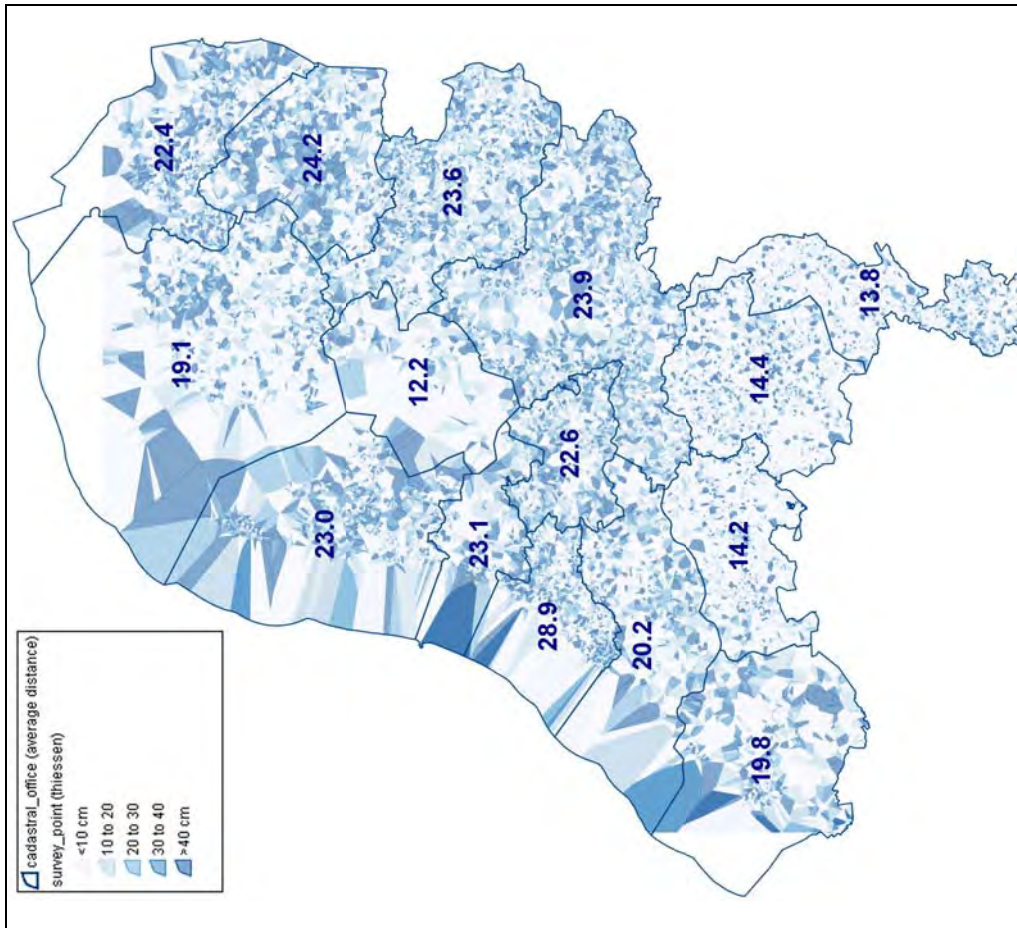 cadastral_office (average distance)
survey_point (thiessen)
<10 cm
10 to 20
20 to 30
30 to 40
>40 cm
22.4
24.2
19.1
23.6
12.2
23.9
23.0
23.1
22.6
28.9
20.2
14.4
13.8
14.2
19.8